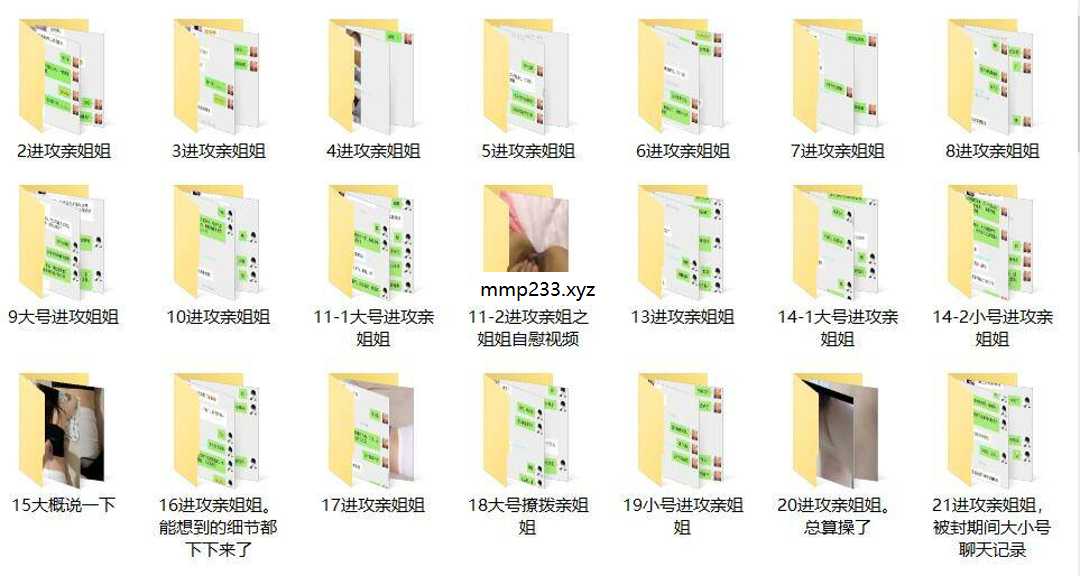 2进攻亲姐姐
3进攻亲姐姐
4进攻亲姐姐
5进攻亲姐姐
6进攻亲姐姐
7进攻亲姐姐
8进攻亲姐姐
mmp233.xyz
9大号进攻姐姐
10进攻亲姐姐
11-1大号进攻亲
姐姐
11-2进攻亲姐之
姐姐自慰视频
13进攻亲姐姐
14-1大号进攻亲
姐姐
14-2小号进攻亲
姐姐
15大概说一下
16进攻亲姐姐。
能想到的细节都
下下来了
17进攻亲姐姐
18大号撩拨亲姐
姐
19小号进攻亲姐
姐
20进攻亲姐姐。
总算操了
21进攻亲姐姐，
被封期间大小号
聊天记录